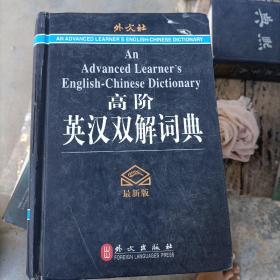 外文社
AN ADVANCED LEARNER'S ENGLISH-CHINESE DICTIONARY
An
Advanced Learner's
English-Chinese Dictionary
高阶
英汉双解词典
最新版
外文出版社
FOREIGN LANGUAGES PRESS